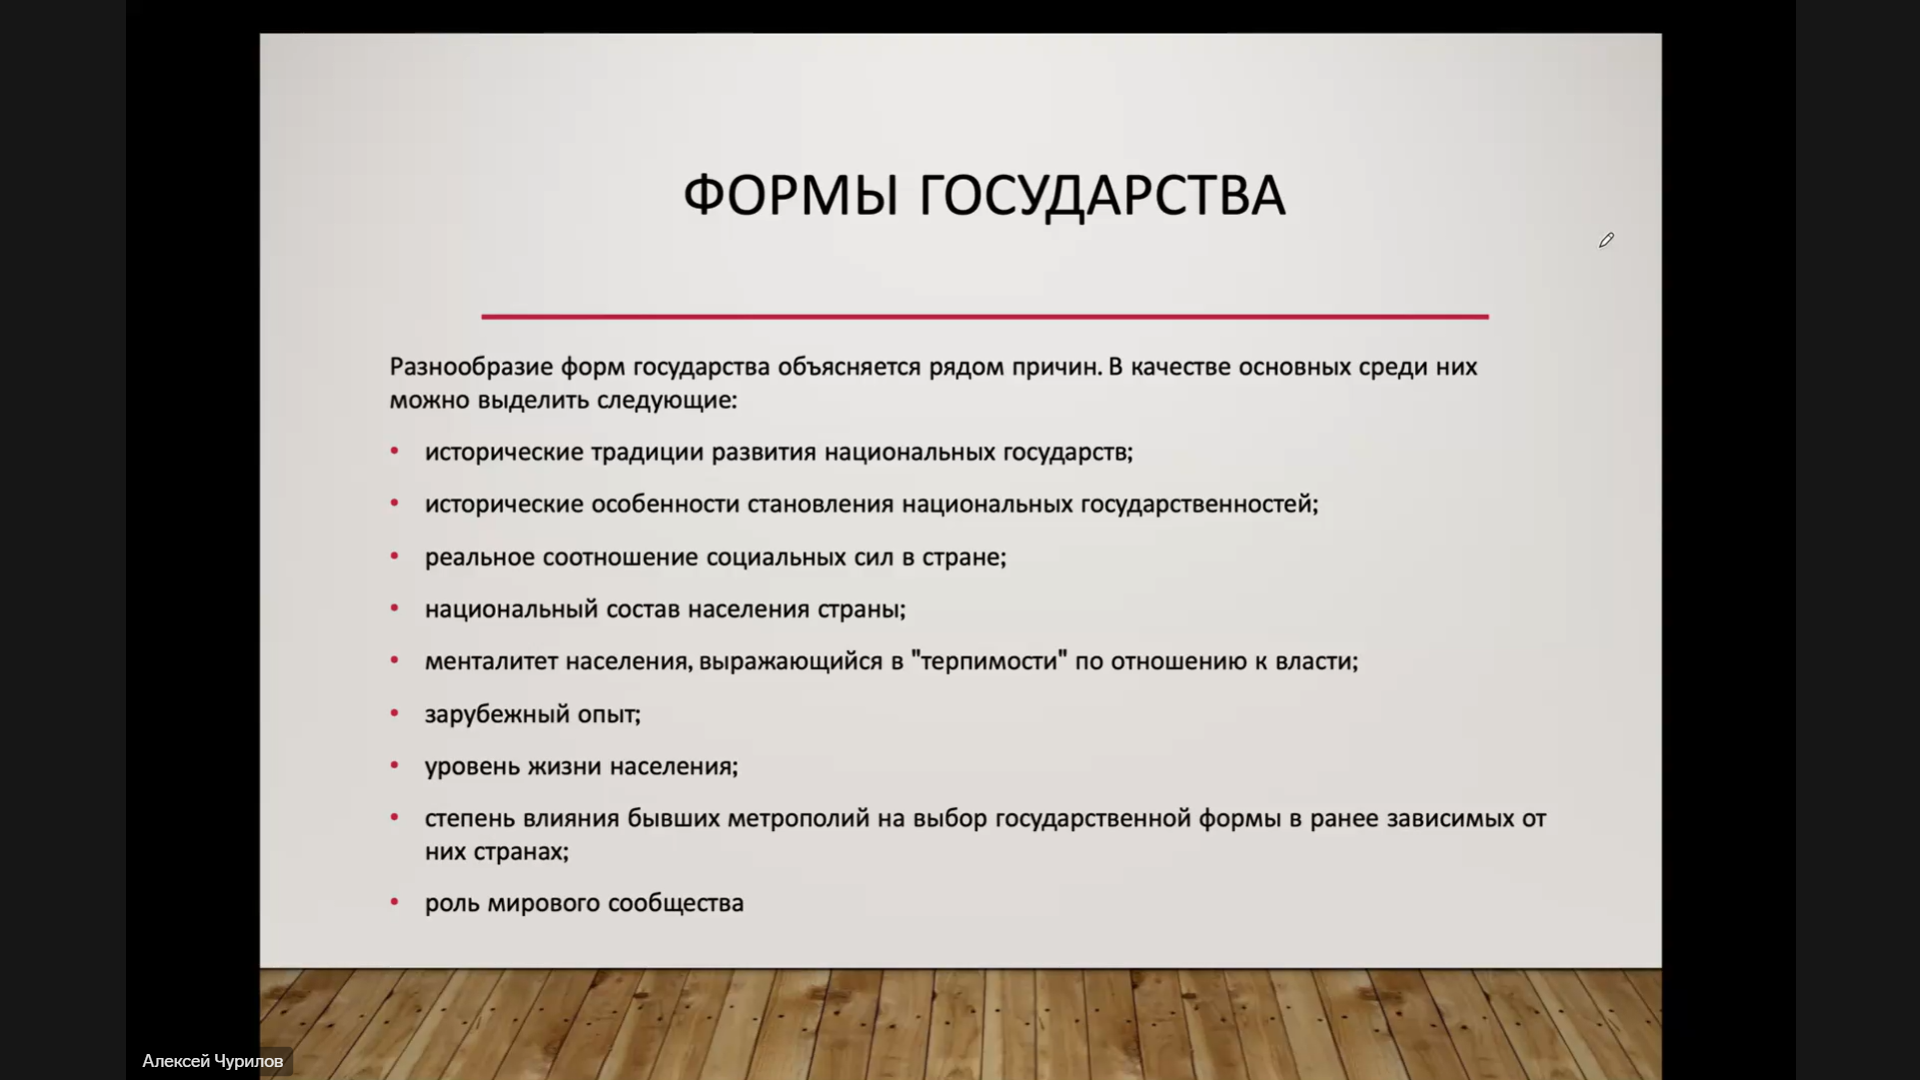 ФОРМЫ ГОСУДАРСТВА
Разнообразие форм государства объясняется рядом причин. В качестве основных среди них
можно выделить следующие:
• исторические традиции развития национальных государств;
• исторические особенности становления национальных государственностей;
• реальное соотношение социальных сил в стране;
• национальный состав населения страны;
• менталитет населения, выражающийся в "терпимости" по отношению к власти;
• зарубежный опыт;
• уровень жизни населения;
• степень влияния бывших метрополий на выбор государственной формы в ранее зависимых от
них странах;
• роль мирового сообщества
Алексей Чурилов